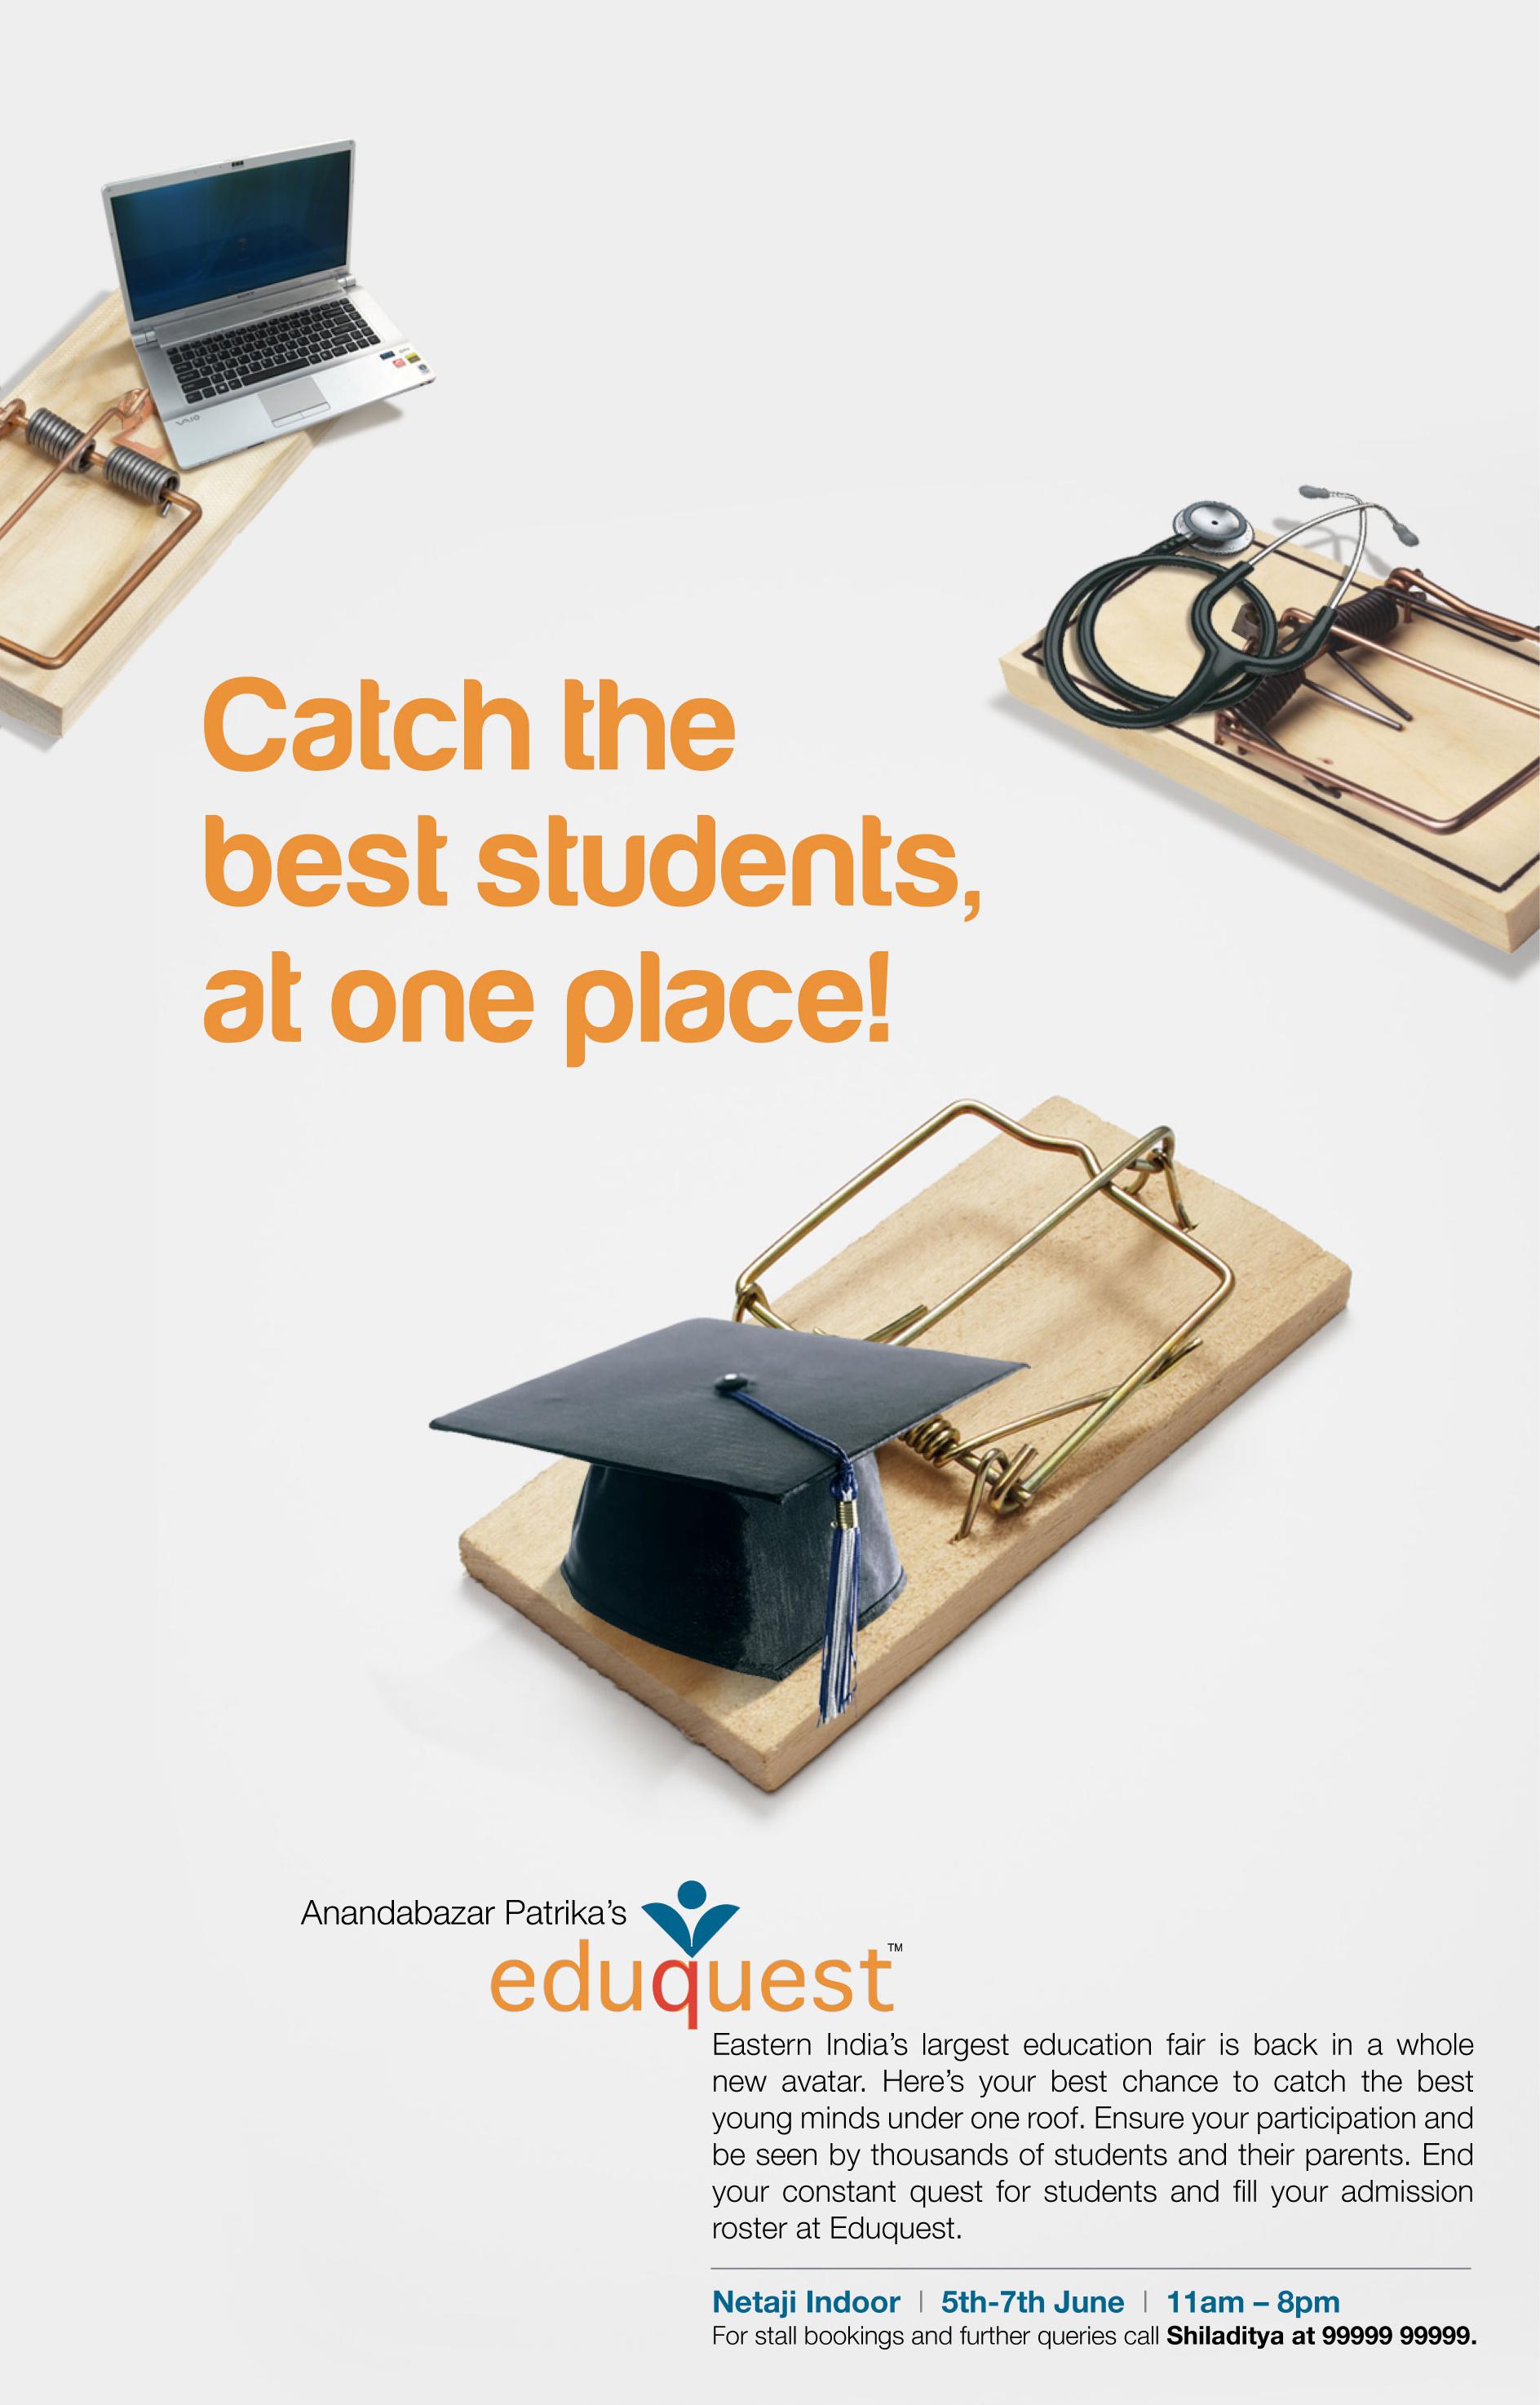 VAIO
Catch the
best students,
at one place!
Anandabazar Patrika's
eduquest™
Eastern India's largest education fair is back in a whole
new avatar. Here's your best chance to catch the best
young minds under one roof. Ensure your participation and
be seen by thousands of students and their parents. End
your constant quest for students and fill your admission
roster at Eduquest.
Netaji Indoor | 5th-7th June | 11am – 8pm
For stall bookings and further queries call Shiladitya at 99999 99999.